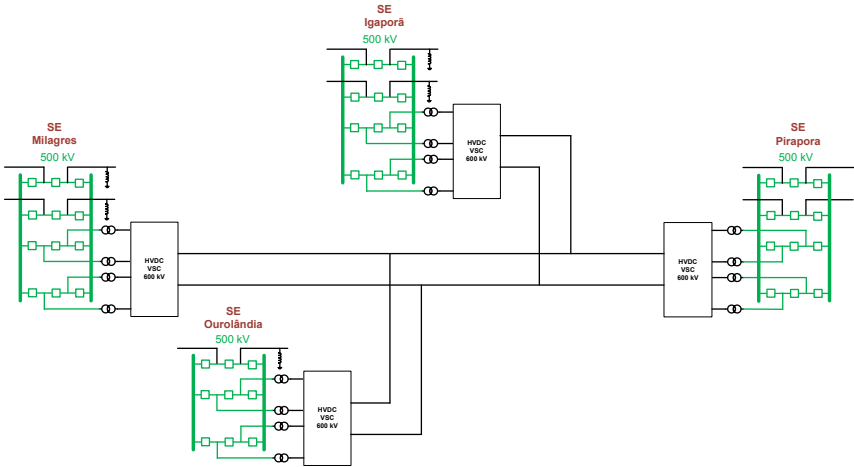 SE
Igaporã
500 kV
HVDC
VSC
600 kV
SE
Milagres
500 kV
HVDC
VSC
600 kV
SE
Pirapora
500 kV
HVDC
VSC
600 kV
SE
Ourolândia
500 kV
HVDC
VSC
600 kV